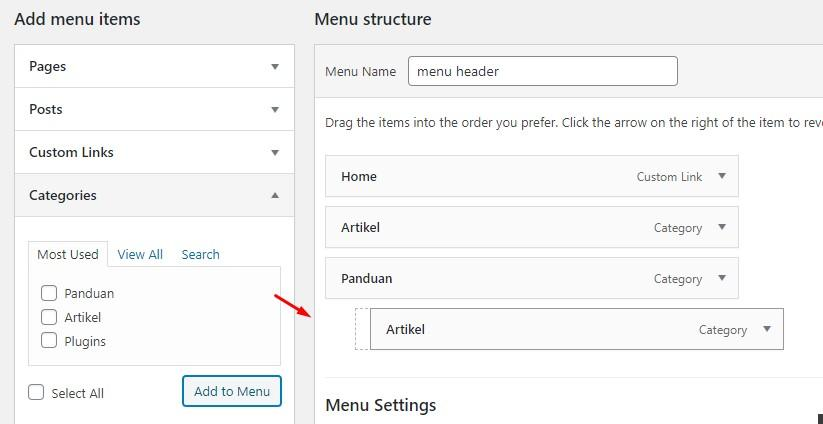 Add menu items
Pages
Posts
Custom Links
Categories
Most Used View All Search
Panduan
Artikel
Plugins
Select All
Add to Menu
Menu structure
Menu Name menu header
Drag the items into the order you prefer. Click the arrow on the right of the item to
Home Custom Link
Artikel Category
Panduan Category
Artikel Category
Menu Settings